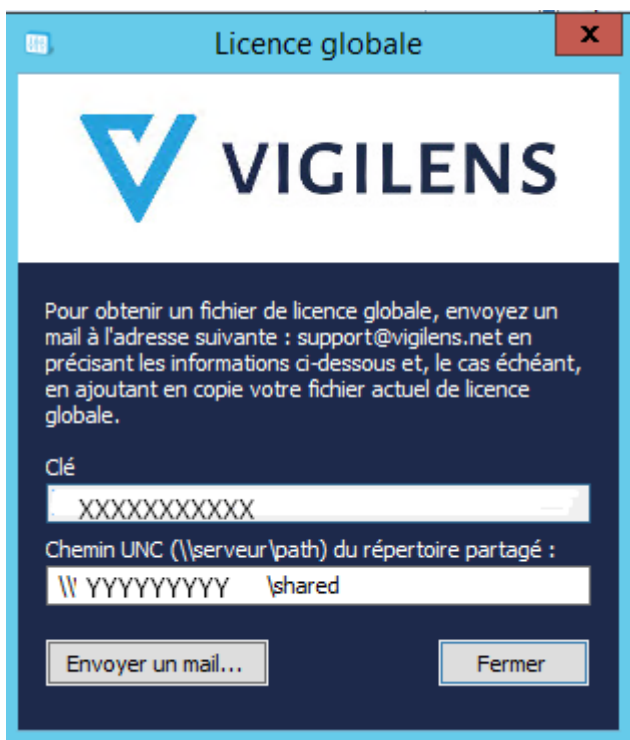 Licence globale
x
VIGILENS
Pour obtenir un fichier de licence globale, envoyez un
mail à l'adresse suivante : support@vigilens.net en
précisant les informations ci-dessous et, le cas échéant,
en ajoutant en copie votre fichier actuel de licence
globale.
Clé
XXXXXXXXXXX
Chemin UNC (\\serveur\path) du répertoire partagé :
\\ YYYYYYYYY \shared
Envoyer un mail... Fermer